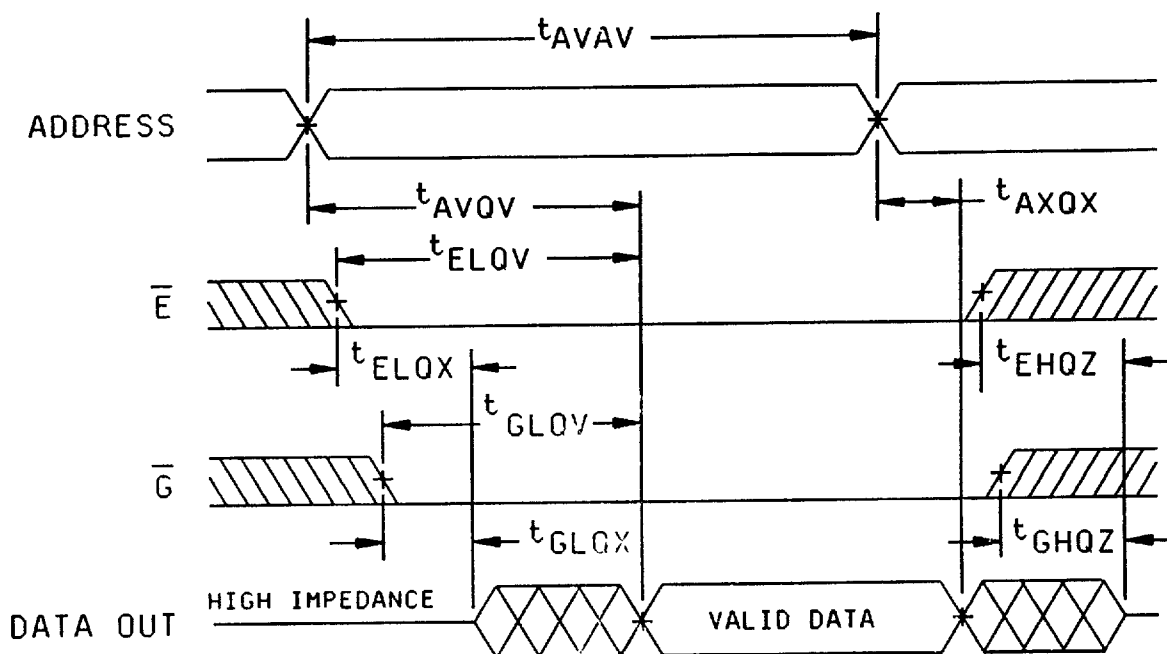 tAVAV
ADDRESS
tAVQV
tAXQX
tELQV
E̅
tELQX
tEHQZ
tGLQV
G̅
tGLQX
tGHQZ
HIGH IMPEDANCE
DATA OUT
VALID DATA